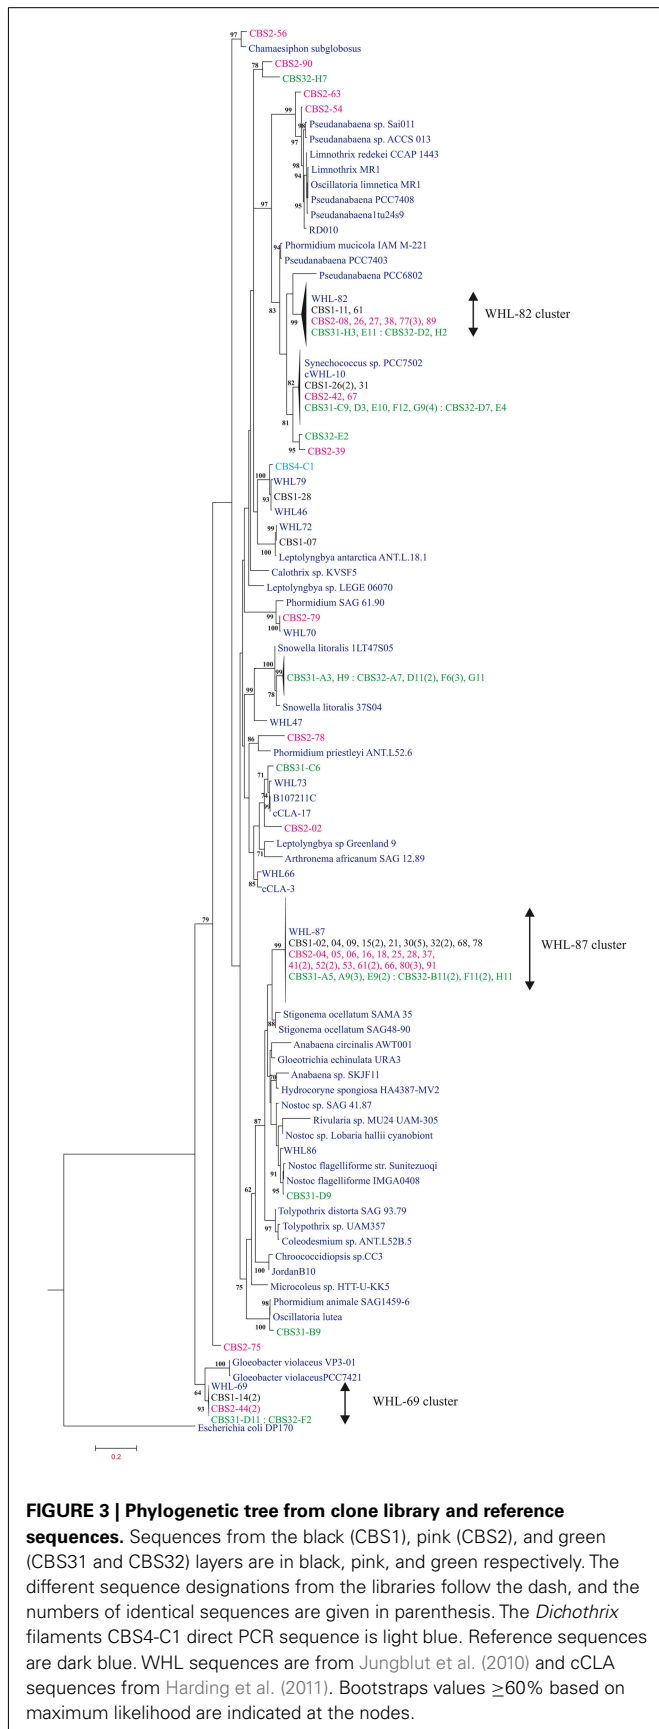 97
CBS2-56
Chamaesiphon subglobosus
78
CBS2-90
CBS32-H7
CBS2-63
99
CBS2-54
98
Pseudanabaena sp. Sai011
97
Pseudanabaena sp. ACCS 013
Limnothrix redekei CCAP 1443
98
Limnothrix MR1
94
Oscillatoria limnetica MR1
Pseudanabaena PCC7408
97
95
Pseudanabaena1tu24s9
RD010
94
Phormidium mucicola IAM M-221
Pseudanabaena PCC7403
Pseudanabaena PCC6802
83
WHL-82
CBS1-11, 61
99
CBS2-08, 26, 27, 38, 77(3), 89
CBS31-H3, E11 : CBS32-D2, H2
WHL-82 cluster
Synechococcus sp. PCC7502
cWHL-10
82
CBS1-26(2), 31
CBS2-42, 67
CBS31-C9, D3, E10, F12, G9(4) : CBS32-D7, E4
81
CBS32-E2
95
CBS2-39
CBS4-C1
100
WHL79
93
CBS1-28
WHL46
99
WHL72
CBS1-07
100
Leptolyngbya antarctica ANT.L.18.1
Calothrix sp. KVSF5
Leptolyngbya sp. LEGE 06070
Phormidium SAG 61.90
99
CBS2-79
100
WHL70
Snowella litoralis 1LT47S05
100
99
CBS31-A3, H9 : CBS32-A7, D11(2), F6(3), G11
78
99
Snowella litoralis 37S04
WHL47
86
CBS2-78
Phormidium priestleyi ANT.L52.6
CBS31-C6
71
WHL73
74
B107211C
99
cCLA-17
CBS2-02
Leptolyngbya sp Greenland 9
71
Arthronema africanum SAG 12.89
WHL66
85
cCLA-3
79
WHL-87
99
CBS1-02, 04, 09, 15(2), 21, 30(5), 32(2), 68, 78
CBS2-04, 05, 06, 16, 18, 25, 28, 37,
41(2), 52(2), 53, 61(2), 66, 80(3), 91
CBS31-A5, A9(3), E9(2) : CBS32-B11(2), F11(2), H11
WHL-87 cluster
Stigonema ocellatum SAMA 35
88
Stigonema ocellatum SAG48-90
Anabaena circinalis AWT001
Gloeotrichia echinulata URA3
70
Anabaena sp. SKJF11
Hydrocoryne spongiosa HA4387-MV2
Nostoc sp. SAG 41.87
87
Rivularia sp. MU24 UAM-305
Nostoc sp. Lobaria hallii cyanobiont
WHL86
91
Nostoc flagelliforme str. Sunitezuoqi
Nostoc flagelliforme IMGA0408
62
95
CBS31-D9
Tolypothrix distorta SAG 93.79
97
Tolypothrix sp. UAM357
Coleodesmium sp. ANT.L52B.5
Chroococcidiopsis sp.CC3
100
JordanB10
75
Microcoleus sp. HTT-U-KK5
98
Phormidium animale SAG1459-6
Oscillatoria lutea
100
CBS31-B9
CBS2-75
100
Gloeobacter violaceus VP3-01
Gloeobacter violaceusPCC7421
64
WHL-69
CBS1-14(2)
93
CBS2-44(2)
CBS31-D11 : CBS32-F2
WHL-69 cluster
Escherichia coli DP170
0.2
FIGURE 3 | Phylogenetic tree from clone library and reference
sequences. Sequences from the black (CBS1), pink (CBS2), and green
(CBS31 and CBS32) layers are in black, pink, and green respectively. The
different sequence designations from the libraries follow the dash, and the
numbers of identical sequences are given in parenthesis. The Dichothrix
filaments CBS4-C1 direct PCR sequence is light blue. Reference sequences
are dark blue. WHL sequences are from Jungblut et al. (2010) and cCLA
sequences from Harding et al. (2011). Bootstraps values ≥60% based on
maximum likelihood are indicated at the nodes.